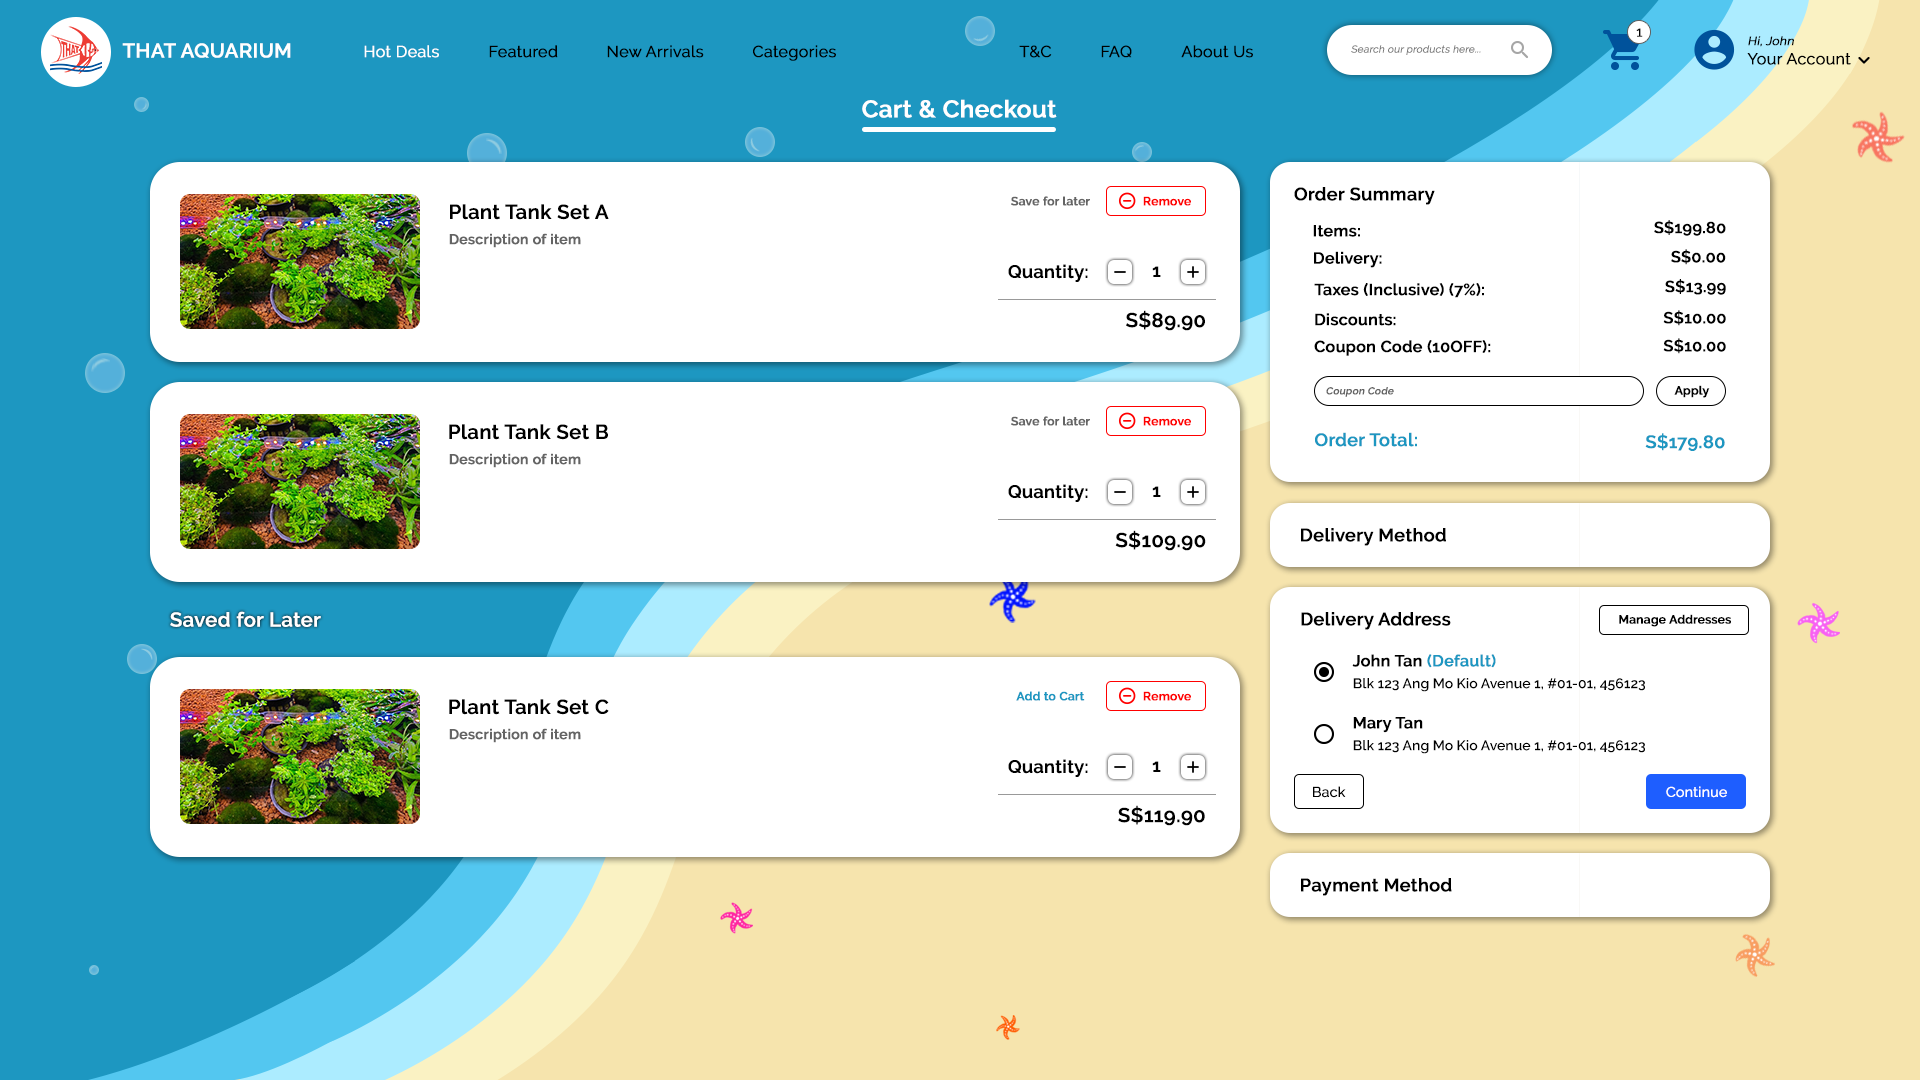 THAT AQUARIUM
Hot Deals
Featured
New Arrivals
Categories
T&C
FAQ
About Us
Search our products here...
1
Hi, John
Your Account
Cart & Checkout
Plant Tank Set A
Description of item
Save for later
Remove
Quantity: 1
S$89.90
Plant Tank Set B
Description of item
Save for later
Remove
Quantity: 1
S$109.90
Saved for Later
Plant Tank Set C
Description of item
Add to Cart
Remove
Quantity: 1
S$119.90
Order Summary
Items: S$199.80
Delivery: S$0.00
Taxes (Inclusive) (7%): S$13.99
Discounts: S$10.00
Coupon Code (10OFF): S$10.00
Coupon Code
Apply
Order Total: S$179.80
Delivery Method
Delivery Address
Manage Addresses
John Tan (Default)
Blk 123 Ang Mo Kio Avenue 1, #01-01, 456123
Mary Tan
Blk 123 Ang Mo Kio Avenue 1, #01-01, 456123
Back
Continue
Payment Method